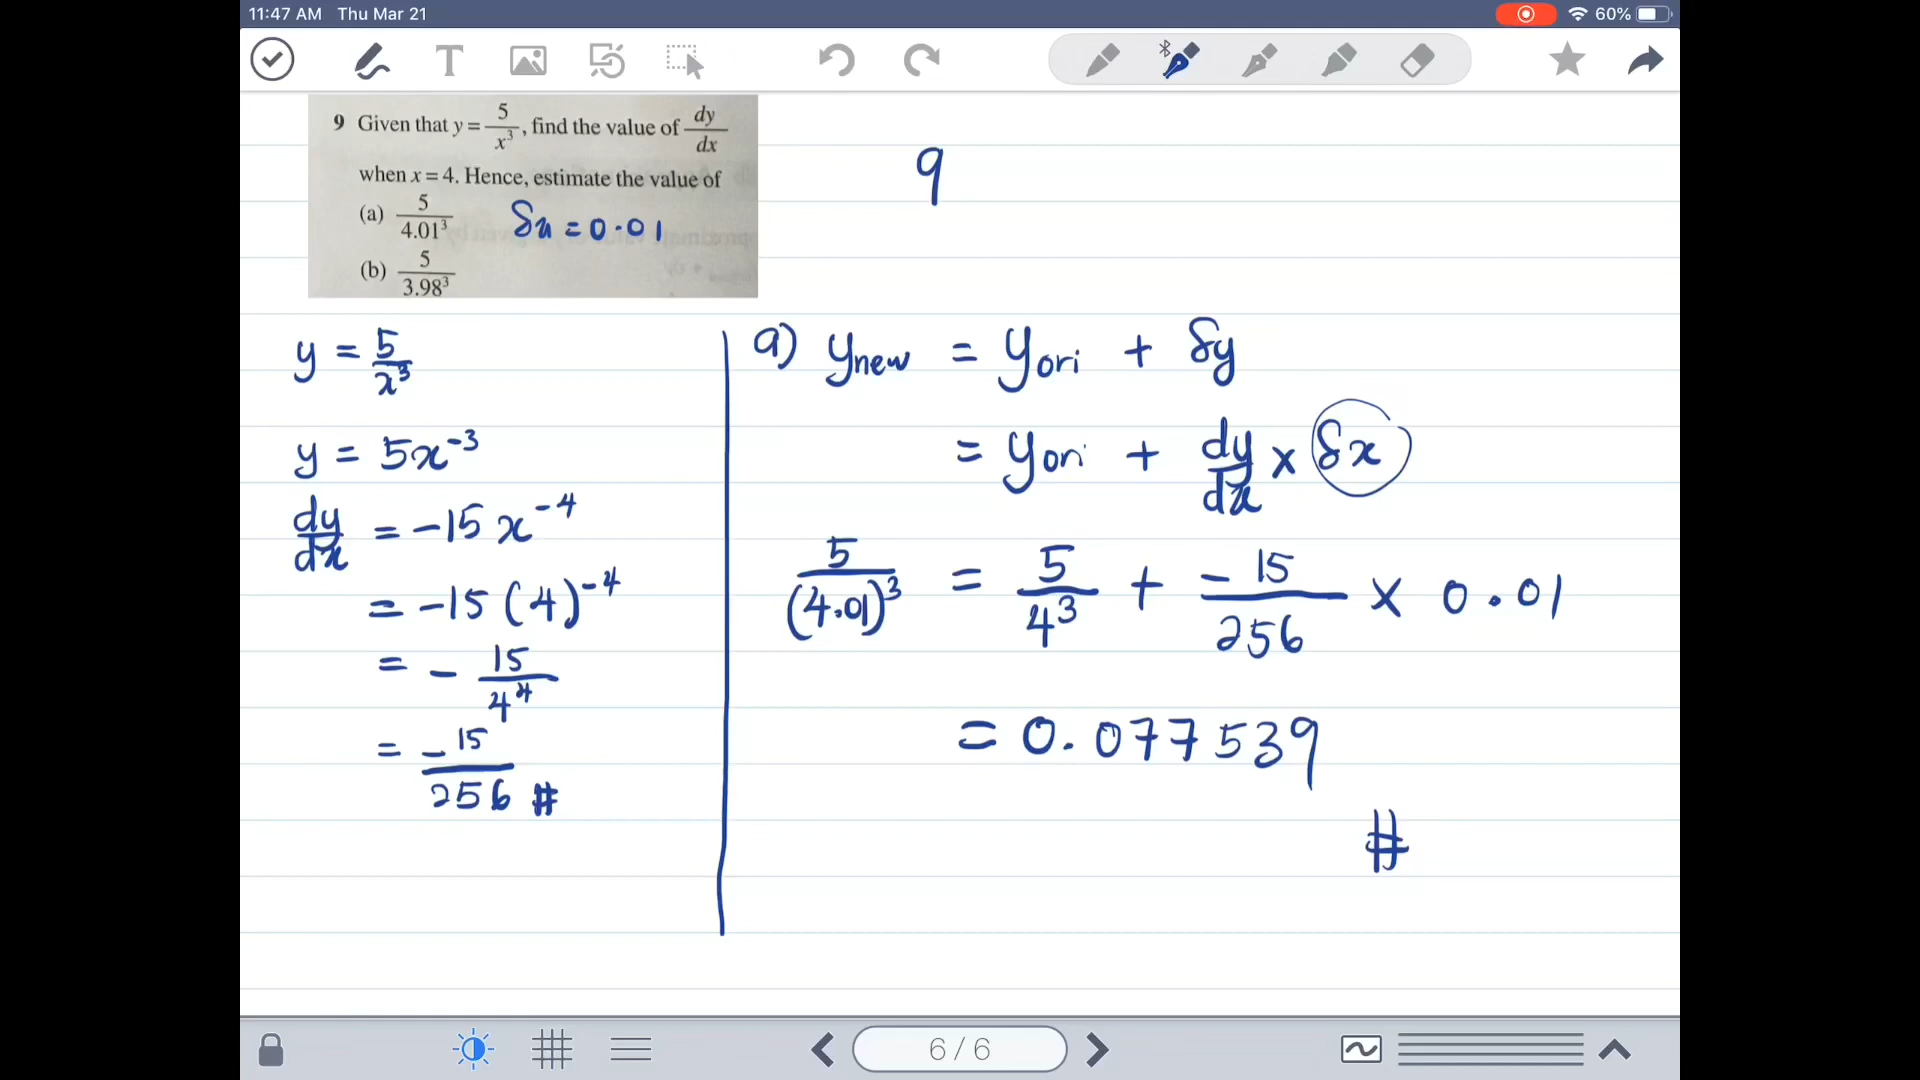 11:47 AM Thu Mar 21
60%
T
9 Given that y = 5/x³, find the value of dy/dx
when x = 4. Hence, estimate the value of
(a) 5/4.01³
δx = 0.01
(b) 5/3.98³
9
y = 5/x³
y = 5x⁻³
dy/dx = -15x⁻⁴
= -15(4)⁻⁴
= - 15/4⁴
= -15/256 #
a) ynew = yori + δy
= yori + dy/dx × δx
5/(4.01)³ = 5/4³ + -15/256 × 0.01
= 0.077539
#
6 / 6